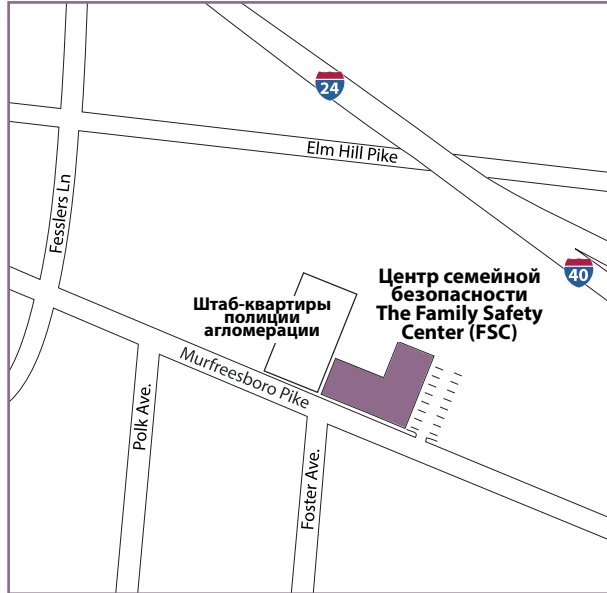 24
Elm Hill Pike
Fesslers Ln
40
Центр семейной
безопасности
The Family Safety
Center (FSC)
Штаб-квартиры
полиции
агломерации
Murfreesboro Pike
Polk Ave.
Foster Ave.